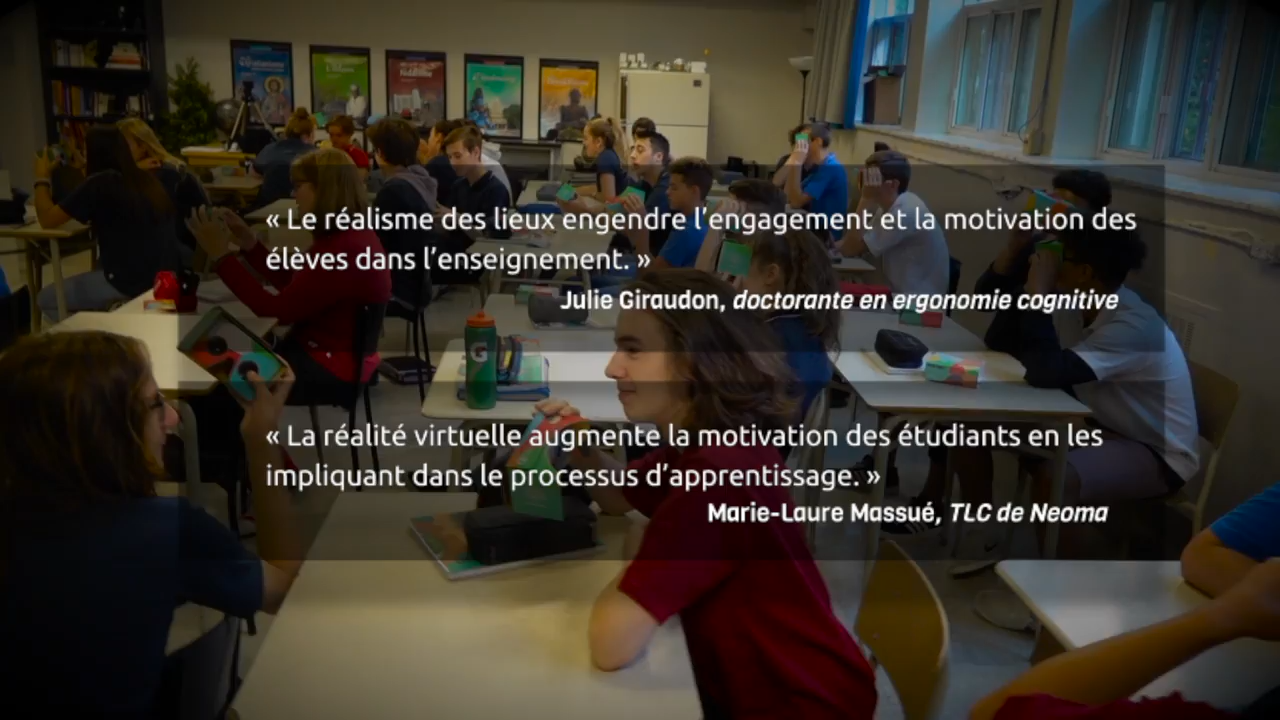 « Le réalisme des lieux engendre l'engagement et la motivation des
élèves dans l'enseignement. »
Julie Giraudon, doctorante en ergonomie cognitive
G
« La réalité virtuelle augmente la motivation des étudiants en les
impliquant dans le processus d'apprentissage. »
Marie-Laure Massué, TLC de Neoma